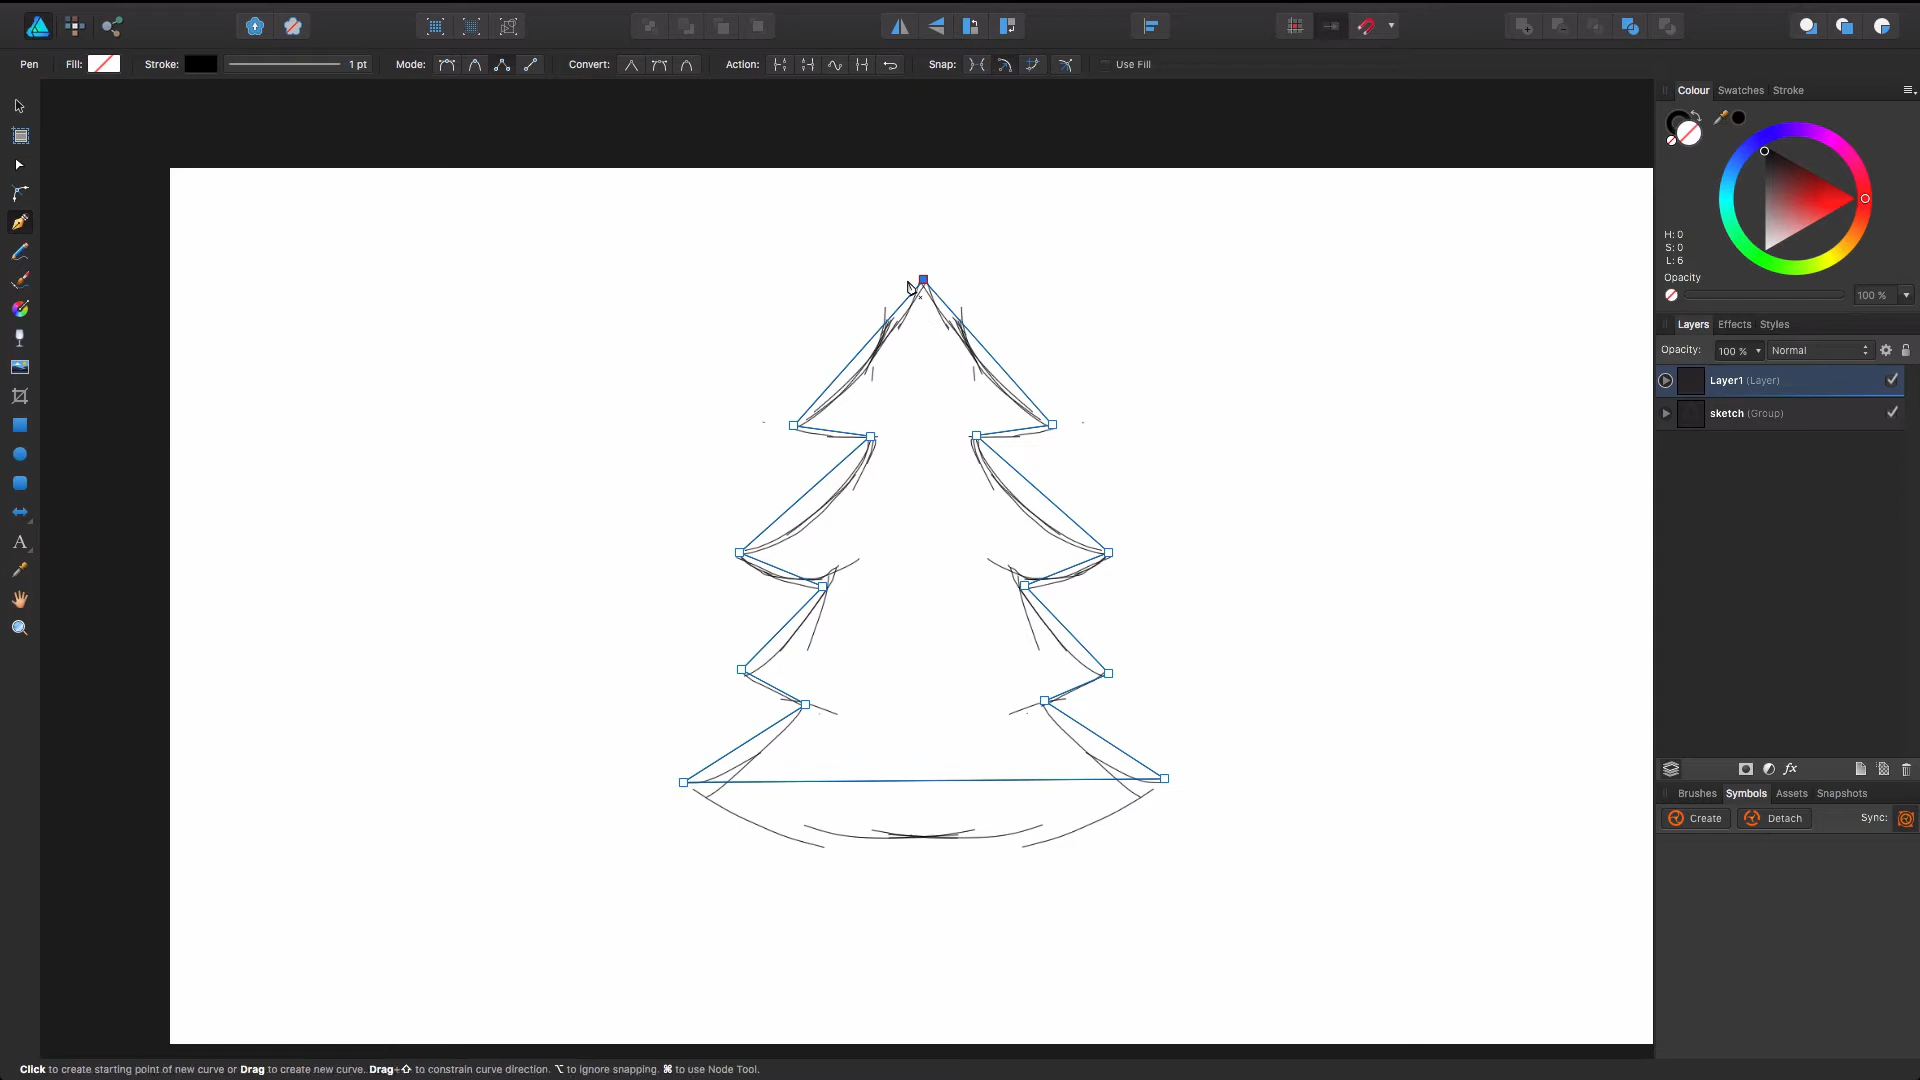 Pen Fill: Stroke: 1 pt Mode: Convert: Action: Snap: Use Fill
Colour Swatches Stroke
H: 0
S: 0
L: 6
Opacity
100 %
Layers Effects Styles
Opacity: 100 % Normal
Layer1 (Layer)
sketch (Group)
fx
Brushes Symbols Assets Snapshots
Create Detach Sync:
A
Click to create starting point of new curve or Drag to create new curve. Drag+⇧ to constrain curve direction. ⌥ to ignore snapping. ⌘ to use Node Tool.